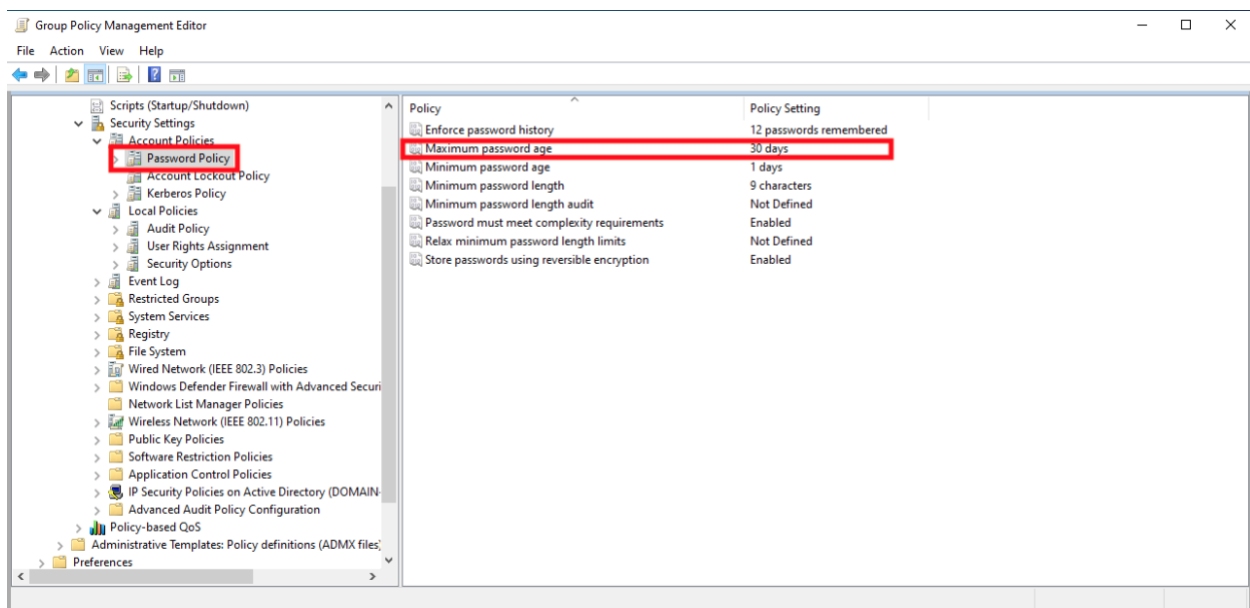 Group Policy Management Editor
File Action View Help
Scripts (Startup/Shutdown)
Security Settings
Account Policies
Password Policy
Account Lockout Policy
Kerberos Policy
Local Policies
Audit Policy
User Rights Assignment
Security Options
Event Log
Restricted Groups
System Services
Registry
File System
Wired Network (IEEE 802.3) Policies
Windows Defender Firewall with Advanced Securi
Network List Manager Policies
Wireless Network (IEEE 802.11) Policies
Public Key Policies
Software Restriction Policies
Application Control Policies
IP Security Policies on Active Directory (DOMAIN-
Advanced Audit Policy Configuration
Policy-based QoS
Administrative Templates: Policy definitions (ADMX files)
Preferences
Policy Policy Setting
Enforce password history 12 passwords remembered
Maximum password age 30 days
Minimum password age 1 days
Minimum password length 9 characters
Minimum password length audit Not Defined
Password must meet complexity requirements Enabled
Relax minimum password length limits Not Defined
Store passwords using reversible encryption Enabled